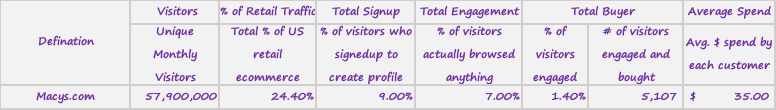 Visitors % of Retail Traffic Total Signup Total Engagement Total Buyer Average Spend
Defination
Unique Monthly Visitors
Total % of US retail ecommerce
% of visitors who signedup to create profile
% of visitors actually browsed anything
% of visitors engaged
# of visitors engaged and bought
Avg. $ spend by each customer
Macys.com 57,900,000 24.40% 9.00% 7.00% 1.40% 5,107 $ 35.00